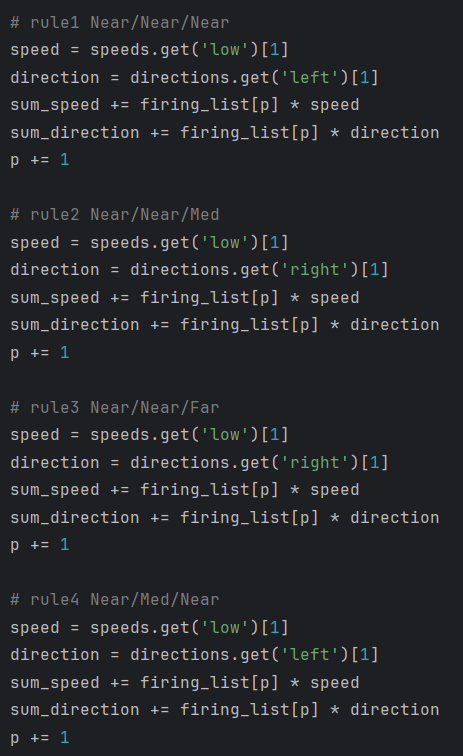 # rule1 Near/Near/Near
speed = speeds.get('low')[1]
direction = directions.get('left')[1]
sum_speed += firing_list[p] * speed
sum_direction += firing_list[p] * direction
p += 1
# rule2 Near/Near/Med
speed = speeds.get('low')[1]
direction = directions.get('right')[1]
sum_speed += firing_list[p] * speed
sum_direction += firing_list[p] * direction
p += 1
# rule3 Near/Near/Far
speed = speeds.get('low')[1]
direction = directions.get('right')[1]
sum_speed += firing_list[p] * speed
sum_direction += firing_list[p] * direction
p += 1
# rule4 Near/Med/Near
speed = speeds.get('low')[1]
direction = directions.get('left')[1]
sum_speed += firing_list[p] * speed
sum_direction += firing_list[p] * direction
p += 1